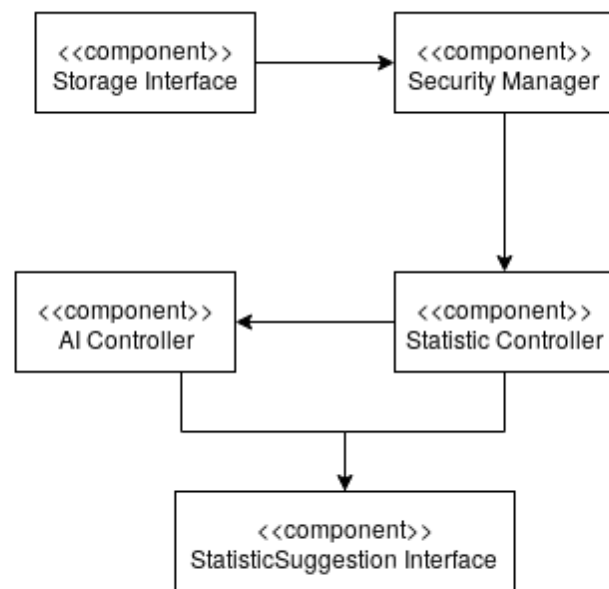 <<component>>
Storage Interface
<<component>>
Security Manager
<<component>>
AI Controller
<<component>>
Statistic Controller
<<component>>
StatisticSuggestion Interface